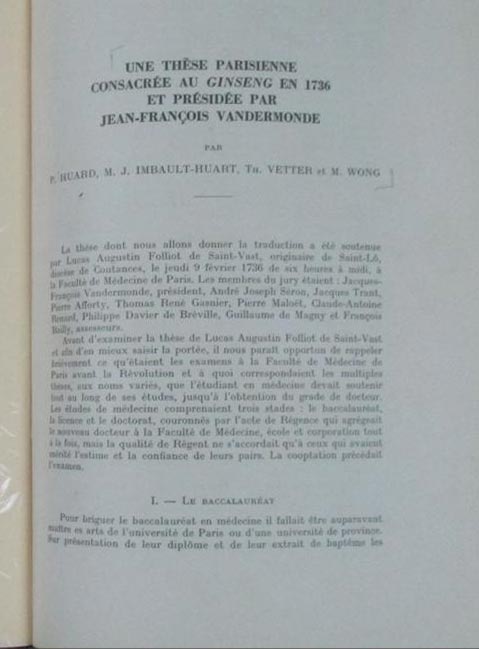 UNE THÈSE PARISIENNE
CONSACRÉE AU GINSENG EN 1736
ET PRÉSIDÉE PAR
JEAN-FRANÇOIS VANDERMONDE
PAR
P. HUARD, M. J. IMBAULT-HUART, Th. VETTER et M. WONG
La thèse dont nous allons donner la traduction a été soutenue
par Lucas Augustin Folliot de Saint-Vast, originaire de Saint-Lô,
diocèse de Coutances, le jeudi 9 février 1736 de six heures à midi, à
la Faculté de Médecine de Paris. Les membres du jury étaient : Jacques-
François Vandermonde, président, André Joseph Séron, Jacques Trant,
Pierre Afforty, Thomas René Gasnier, Pierre Maloët, Claude-Antoine
Renard, Philippe Davier de Bréville, Guillaume de Magny et François
Reilly, assesseurs.
Avant d'examiner la thèse de Lucas Augustin Folliot de Saint-Vast
et afin d'en mieux saisir la portée, il nous paraît opportun de rappeler
brièvement ce qu'étaient les examens à la Faculté de Médecine de
Paris avant la Révolution et à quoi correspondaient les multiples
thèses, aux noms variés, que l'étudiant en médecine devait soutenir
tout au long de ses études, jusqu'à l'obtention du grade de docteur.
Les études de médecine comprenaient trois stades : le baccalauréat,
la licence et le doctorat, couronnés par l'acte de Régence qui agrégeait
le nouveau docteur à la Faculté de Médecine, école et corporation tout
à la fois, mais la qualité de Régent ne s'accordait qu'à ceux qui avaient
mérité l'estime et la confiance de leurs pairs. La cooptation précédait
l'examen.
I. — Le baccalauréat
Pour briguer le baccalauréat en médecine il fallait être auparavant
maître es arts de l'université de Paris ou d'une université de province.
Sur présentation de leur diplôme et de leur extrait de baptême les